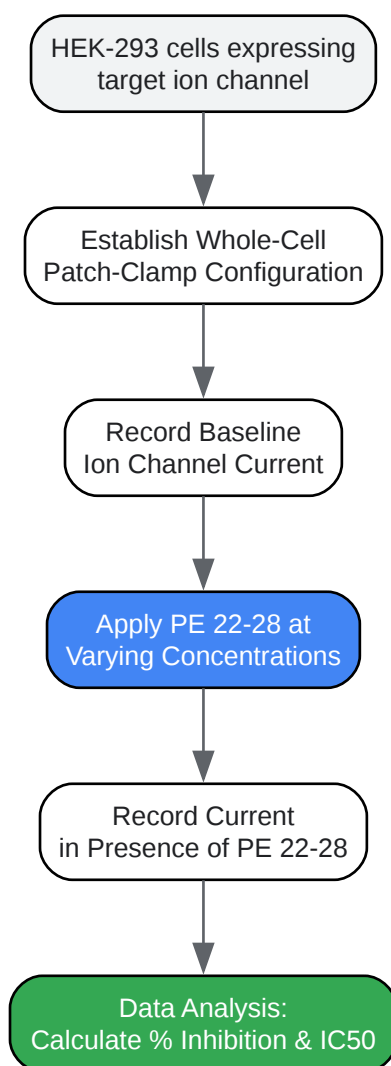 HEK-293 cells expressing
target ion channel
Establish Whole-Cell
Patch-Clamp Configuration
Record Baseline
Ion Channel Current
Apply PE 22-28 at
Varying Concentrations
Record Current
in Presence of PE 22-28
Data Analysis:
Calculate % Inhibition & IC50